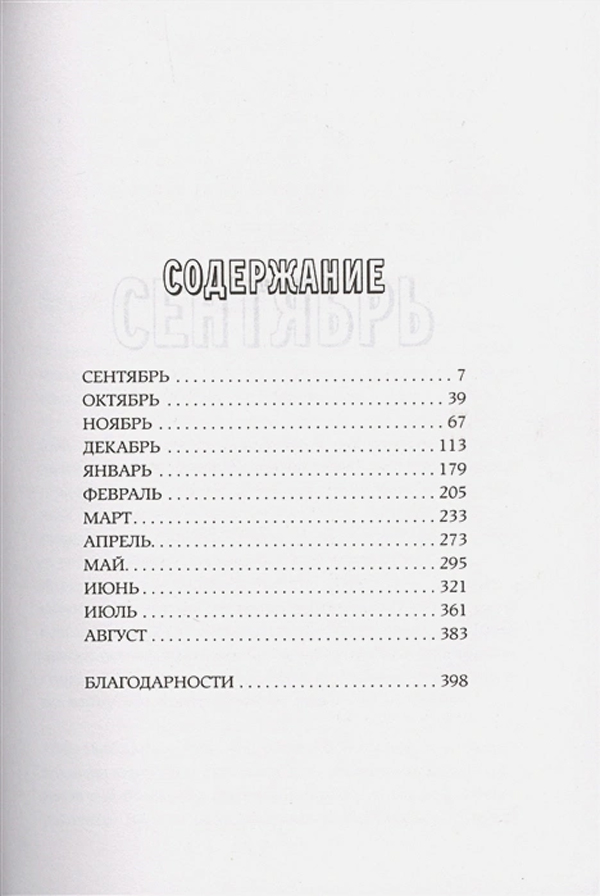 СОДЕРЖАНИЕ
СЕНТЯБРЬ
СЕНТЯБРЬ . . . . . . . . . . . . . . . . . . . . . . . . . . . . . . 7
ОКТЯБРЬ . . . . . . . . . . . . . . . . . . . . . . . . . . . . . . 39
НОЯБРЬ . . . . . . . . . . . . . . . . . . . . . . . . . . . . . . 67
ДЕКАБРЬ . . . . . . . . . . . . . . . . . . . . . . . . . . . . . 113
ЯНВАРЬ . . . . . . . . . . . . . . . . . . . . . . . . . . . . . 179
ФЕВРАЛЬ . . . . . . . . . . . . . . . . . . . . . . . . . . . . 205
МАРТ. . . . . . . . . . . . . . . . . . . . . . . . . . . . . . . 233
АПРЕЛЬ. . . . . . . . . . . . . . . . . . . . . . . . . . . . . 273
МАЙ. . . . . . . . . . . . . . . . . . . . . . . . . . . . . . . . 295
ИЮНЬ . . . . . . . . . . . . . . . . . . . . . . . . . . . . . . 321
ИЮЛЬ . . . . . . . . . . . . . . . . . . . . . . . . . . . . . . 361
АВГУСТ . . . . . . . . . . . . . . . . . . . . . . . . . . . . . 383
БЛАГОДАРНОСТИ . . . . . . . . . . . . . . . . . . . . 398